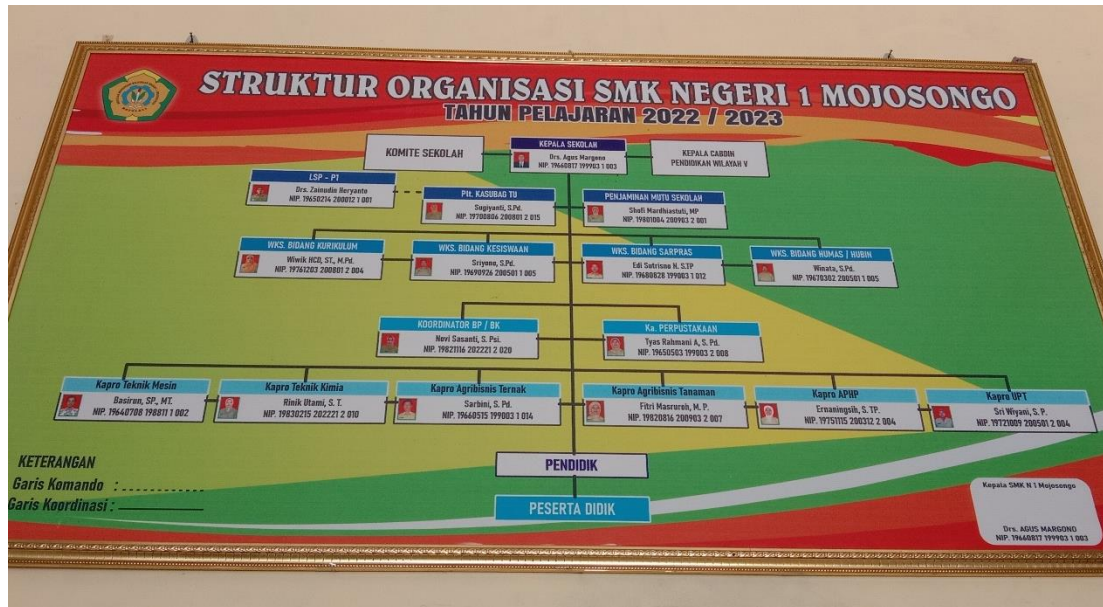 STRUKTUR ORGANISASI SMK NEGERI 1 MOJOSONGO
TAHUN PELAJARAN 2022 / 2023
KOMITE SEKOLAH
KEPALA SEKOLAH
Drs. Agus Margono
NIP. 19660817 199903 1 003
KEPALA CABDIN
PENDIDIKAN WILAYAH V
LSP - P1
Drs. Zainudin Heryanto
NIP. 19650214 200012 1 001
Plt. KASUBAG TU
Sugiyanti, S.Pd.
NIP. 19700806 200801 2 015
PENJAMINAN MUTU SEKOLAH
Shofi Mardhiastuti, MP
NIP. 19801004 200903 2 001
WKS. BIDANG KURIKULUM
Wiwik HCD, ST., M.Pd.
NIP. 19761203 200801 2 004
WKS. BIDANG KESISWAAN
Sriyono, S.Pd.
NIP. 19690926 200501 1 005
WKS. BIDANG SARPRAS
Edi Sutrisno N. S.TP
NIP. 19680828 199003 1 012
WKS. BIDANG HUMAS / HUBIN
Winata, S.Pd.
NIP. 19670302 200501 1 005
KOORDINATOR BP / BK
Novi Sasanti, S. Psi.
NIP. 19821116 202221 2 020
Ka. PERPUSTAKAAN
Tyas Rahmani A, S. Pd.
NIP. 19650503 199003 2 008
Kapro Teknik Mesin
Basirun, SP., MT.
NIP. 19640708 198811 1 002
Kapro Teknik Kimia
Rinik Utami, S. T.
NIP. 19830215 202221 2 010
Kapro Agribisnis Ternak
Sarbini, S. Pd.
NIP. 19660515 199003 1 014
Kapro Agribisnis Tanaman
Fitri Masruroh, M. P.
NIP. 19820816 200903 2 007
Kapro APHP
Ernaningsih, S. TP.
NIP. 19751115 200312 2 004
Kapro UPT
Sri Wiyani, S. P.
NIP. 19721009 200501 2 004
PENDIDIK
PESERTA DIDIK
KETERANGAN
Garis Komando :
Garis Koordinasi :
Kepala SMK N 1 Mojosongo
Drs. AGUS MARGONO
NIP. 19660817 199903 1 003